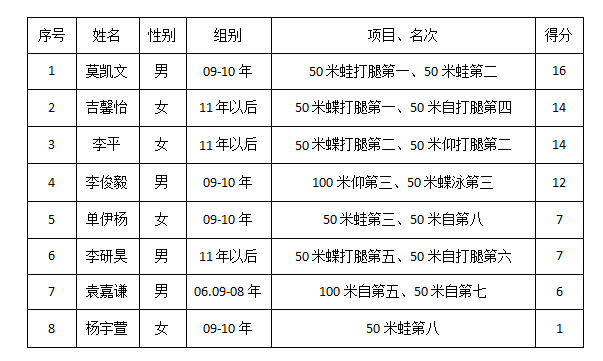 序号 姓名 性别 组别 项目、名次 得分
1 莫凯文 男 09-10 年 50 米蛙打腿第一、50 米蛙第二 16
2 吉馨怡 女 11 年以后 50 米蝶打腿第一、50 米自打腿第四 14
3 李平 女 11 年以后 50 米蝶打腿第二、50 米仰打腿第二 14
4 李俊毅 男 09-10 年 100 米仰第三、50 米蝶泳第三 12
5 单伊杨 女 09-10 年 50 米蛙第三、50 米自第八 7
6 李研昊 男 11 年以后 50 米蝶打腿第五、50 米自打腿第六 7
7 袁嘉谦 男 06.09-08 年 100 米自第五、50 米自第七 6
8 杨宇萱 女 09-10 年 50 米蛙第八 1